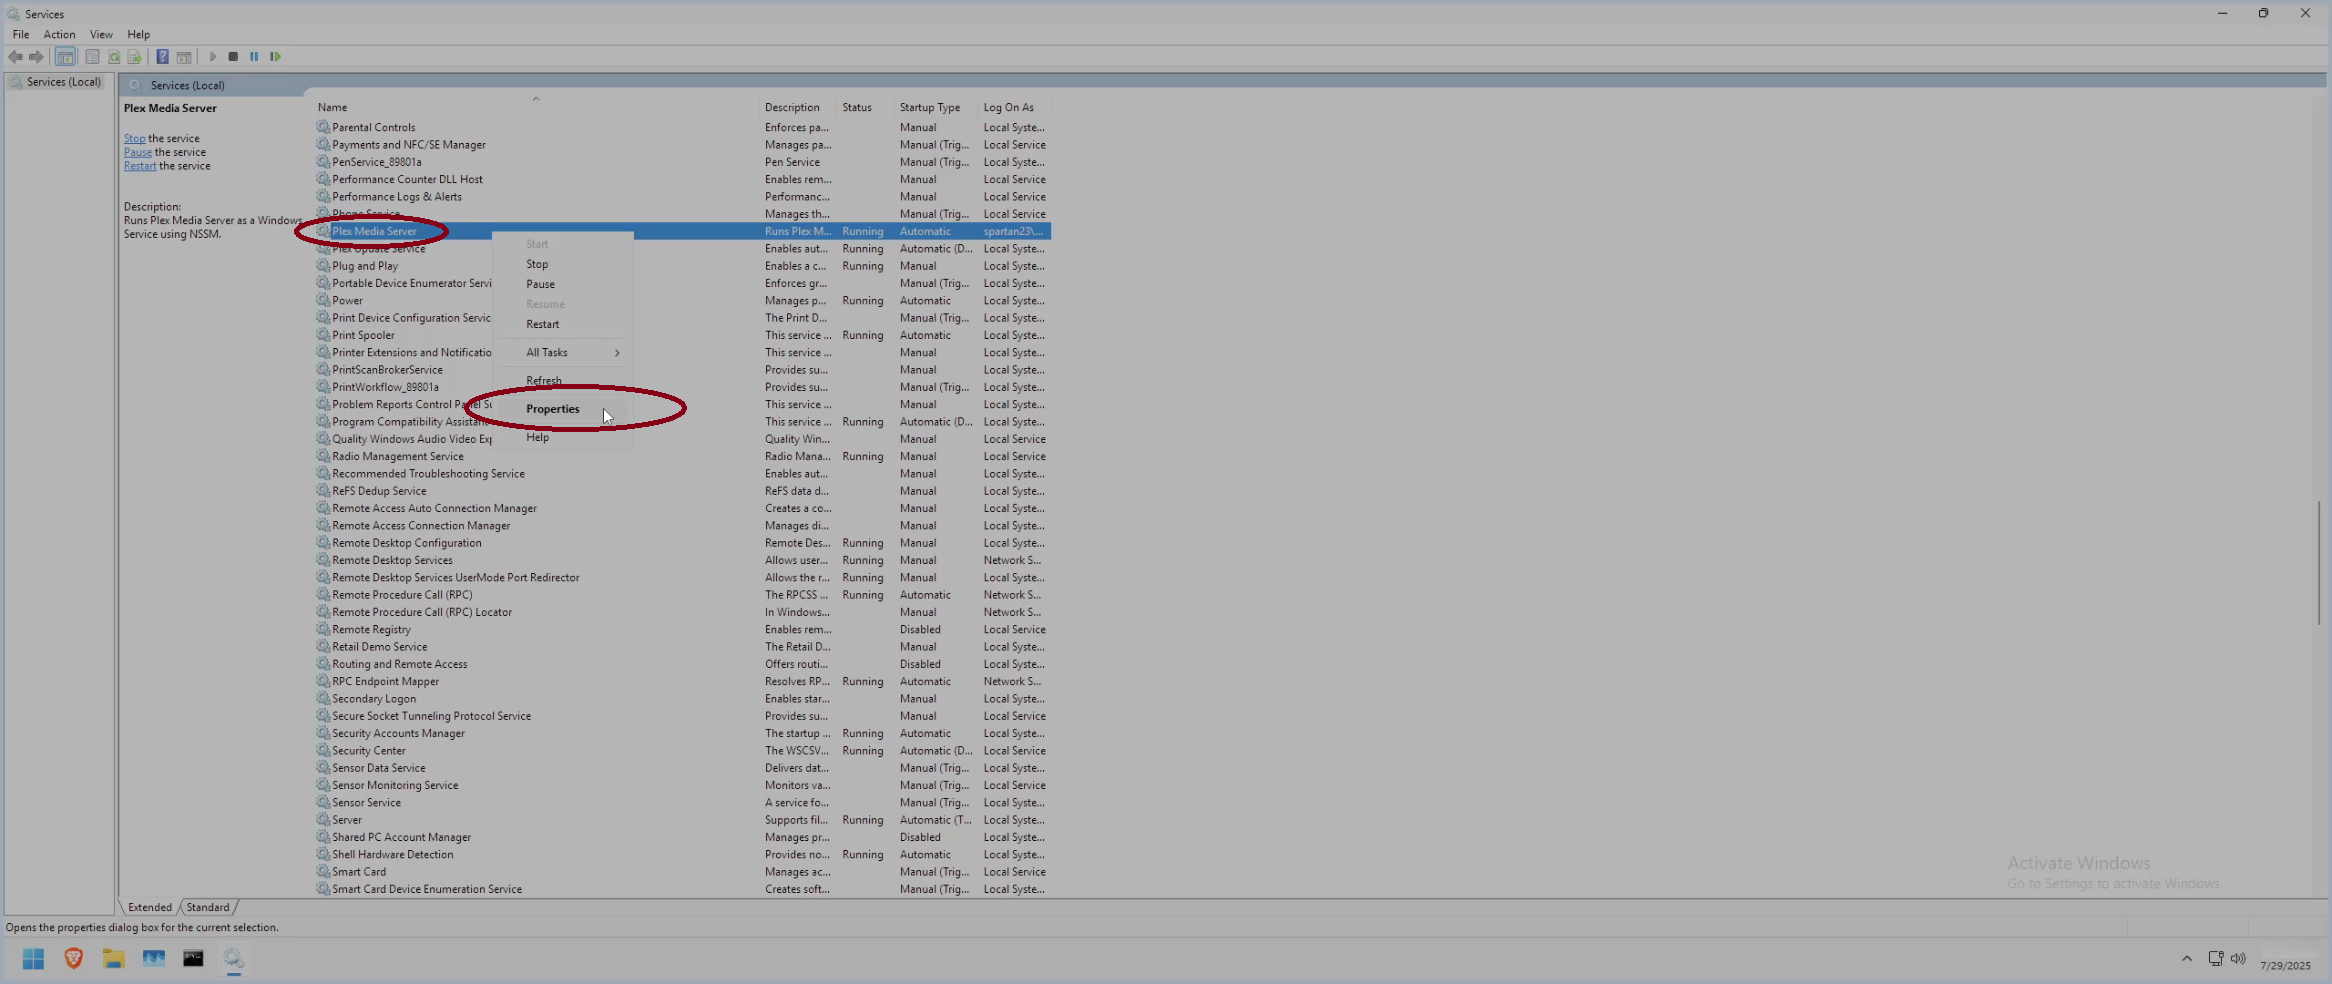 Services
File Action View Help
Services (Local)
Services (Local)
Plex Media Server
Stop the service
Pause the service
Restart the service
Description:
Runs Plex Media Server as a Windows
Service using NSSM.
Name Description Status Startup Type Log On As
Parental Controls Enforces pa... Manual Local Syste...
Payments and NFC/SE Manager Manages pa... Manual (Trig... Local Service
PenService_89801a Pen Service Manual (Trig... Local Syste...
Performance Counter DLL Host Enables rem... Manual Local Service
Performance Logs & Alerts Performanc... Manual Local Service
Phone Service Manages th... Manual (Trig... Local Service
Plex Media Server Runs Plex M... Running Automatic spartan23\...
Plex Update Service Enables aut... Running Automatic (D... Local Syste...
Plug and Play Enables a c... Running Manual Local Syste...
Portable Device Enumerator Servi Enforces gr... Manual (Trig... Local Syste...
Power Manages p... Running Automatic Local Syste...
Print Device Configuration Servic The Print D... Manual (Trig... Local Syste...
Print Spooler This service ... Running Automatic Local Syste...
Printer Extensions and Notificatio This service ... Manual Local Syste...
PrintScanBrokerService Provides su... Manual Local Syste...
PrintWorkflow_89801a Provides su... Manual (Trig... Local Syste...
Problem Reports Control Panel Su This service ... Manual Local Syste...
Program Compatibility Assistant This service ... Running Automatic (D... Local Syste...
Quality Windows Audio Video Exp Quality Win... Manual Local Service
Radio Management Service Radio Mana... Running Manual Local Service
Recommended Troubleshooting Service Enables aut... Manual Local Syste...
ReFS Dedup Service ReFS data d... Manual Local Syste...
Remote Access Auto Connection Manager Creates a co... Manual Local Syste...
Remote Access Connection Manager Manages di... Manual Local Syste...
Remote Desktop Configuration Remote Des... Running Manual Local Syste...
Remote Desktop Services Allows user... Running Manual Network S...
Remote Desktop Services UserMode Port Redirector Allows the r... Running Manual Local Syste...
Remote Procedure Call (RPC) The RPCSS ... Running Automatic Network S...
Remote Procedure Call (RPC) Locator In Windows... Manual Network S...
Remote Registry Enables rem... Disabled Local Service
Retail Demo Service The Retail D... Manual Local Syste...
Routing and Remote Access Offers routi... Disabled Local Syste...
RPC Endpoint Mapper Resolves RP... Running Automatic Network S...
Secondary Logon Enables star... Manual Local Syste...
Secure Socket Tunneling Protocol Service Provides su... Manual Local Service
Security Accounts Manager The startup ... Running Automatic Local Syste...
Security Center The WSCSV... Running Automatic (D... Local Service
Sensor Data Service Delivers dat... Manual (Trig... Local Syste...
Sensor Monitoring Service Monitors va... Manual (Trig... Local Service
Sensor Service A service fo... Manual (Trig... Local Syste...
Server Supports fil... Running Automatic (T... Local Syste...
Shared PC Account Manager Manages pr... Disabled Local Syste...
Shell Hardware Detection Provides no... Running Automatic Local Syste...
Smart Card Manages ac... Manual (Trig... Local Service
Smart Card Device Enumeration Service Creates soft... Manual (Trig... Local Syste...
Start
Stop
Pause
Resume
Restart
All Tasks
Refresh
Properties
Help
Activate Windows
Go to Settings to activate Windows.
Extended Standard
Opens the properties dialog box for the current selection.
7/29/2025